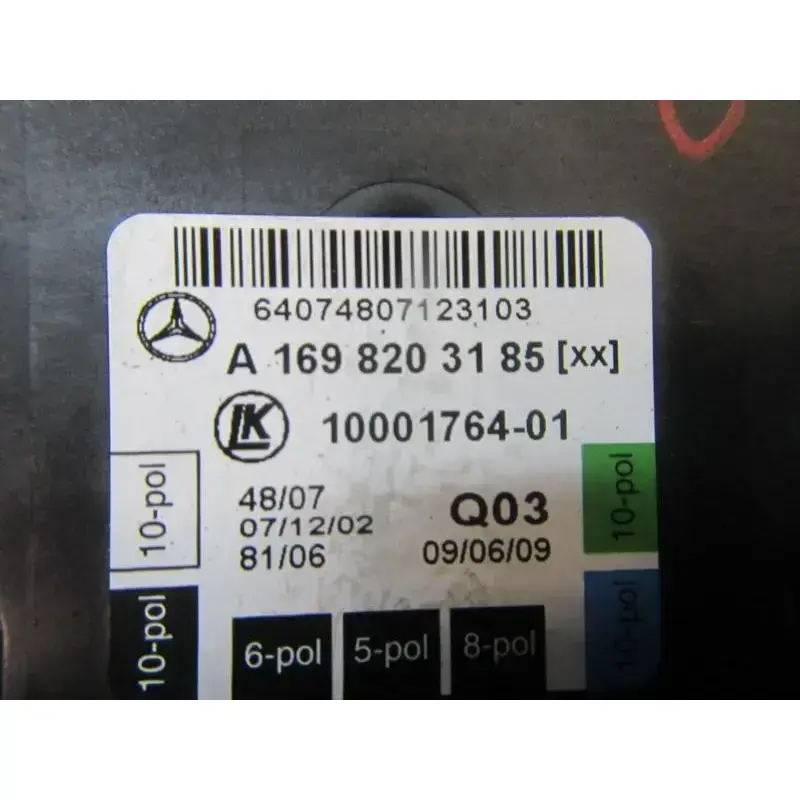 64074807123103
A 169 820 31 85 [xx]
LK 10001764-01
48/07
07/12/02
81/06
Q03
09/06/09
10-pol
10-pol
10-pol
10-pol
6-pol
5-pol
8-pol